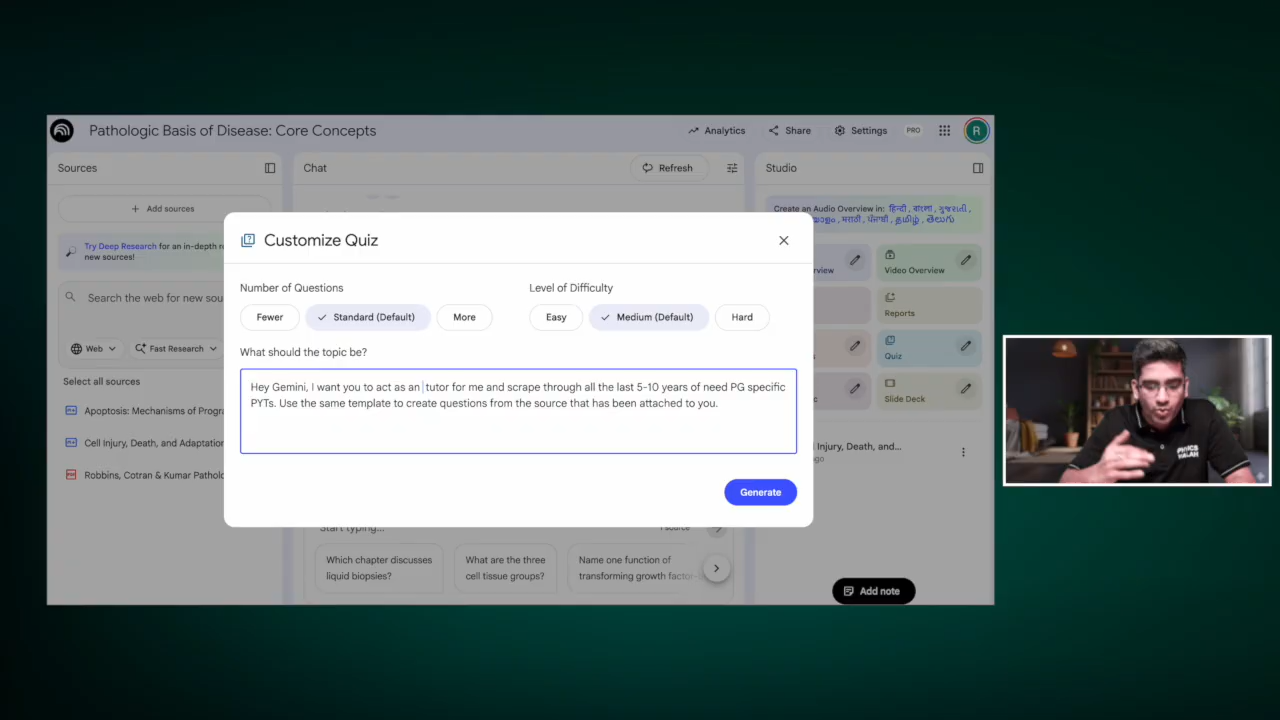 Pathologic Basis of Disease: Core Concepts
Analytics
Share
Settings
PRO
R
Sources
Chat
Refresh
Studio
+ Add sources
Create an Audio Overview in: हिन्दी, বাংলা, ગુજરાતી,
मराठी, ਪੰਜਾਬੀ, தமிழ், తెలుగు
Try Deep Research for an in-depth
new sources!
Customize Quiz
Video Overview
Search the web for new
Number of Questions
Level of Difficulty
Fewer
Standard (Default)
More
Easy
Medium (Default)
Hard
Reports
Web
Fast Research
What should the topic be?
Quiz
Select all sources
Hey Gemini, I want you to act as an tutor for me and scrape through all the last 5-10 years of need PG specific
PYTs. Use the same template to create questions from the source that has been attached to you.
Slide Deck
Apoptosis: Mechanisms of
Cell Injury, Death, and Adaptation
Injury, Death, and...
Robbins, Cotran & Kumar
Generate
Start typing...
1 source
Which chapter discusses
liquid biopsies?
What are the three
cell tissue groups?
Name one function of
transforming growth factor-
Add note